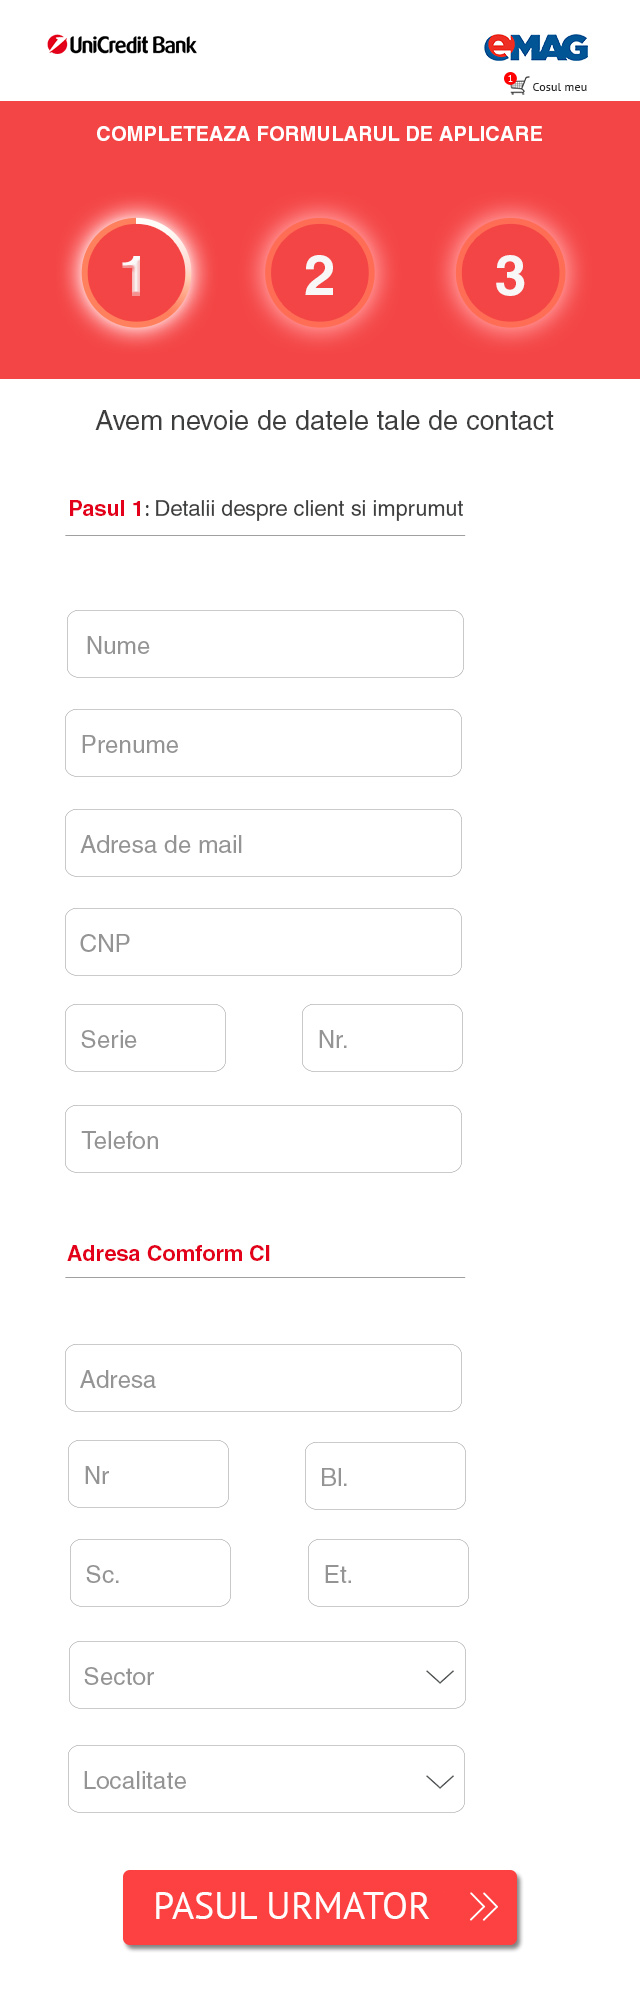 UniCredit Bank
eMAG
1
Cosul meu
COMPLETEAZA FORMULARUL DE APLICARE
1 2 3
Avem nevoie de datele tale de contact
Pasul 1: Detalii despre client si imprumut
Nume
Prenume
Adresa de mail
CNP
Serie Nr.
Telefon
Adresa Comform CI
Adresa
Nr Bl.
Sc. Et.
Sector
Localitate
PASUL URMATOR